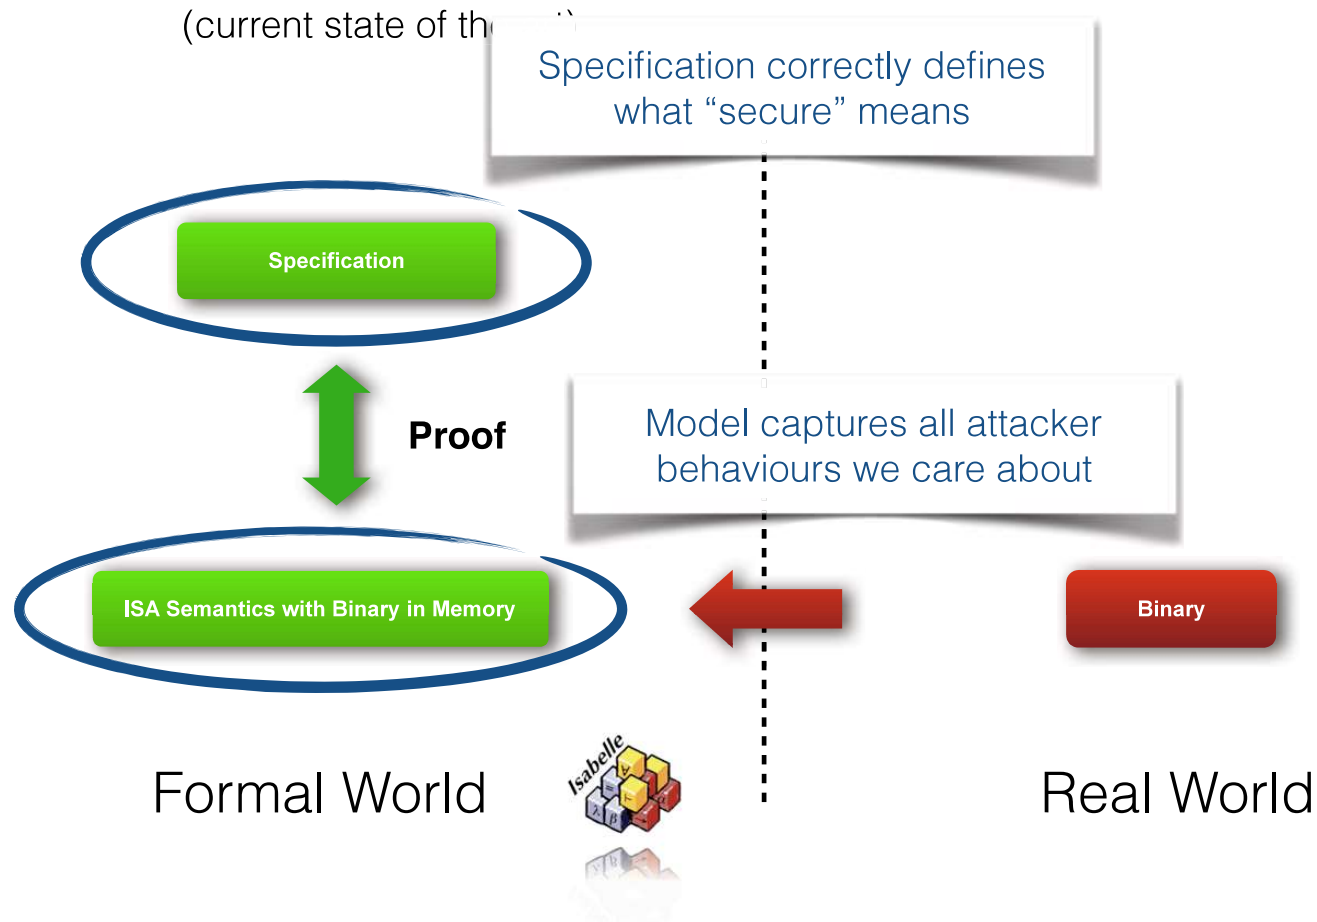 (current state of the
Specification correctly defines
what “secure” means
Specification
Proof
Model captures all attacker
behaviours we care about
ISA Semantics with Binary in Memory
Binary
Isabelle
λ β α
Formal World
Real World